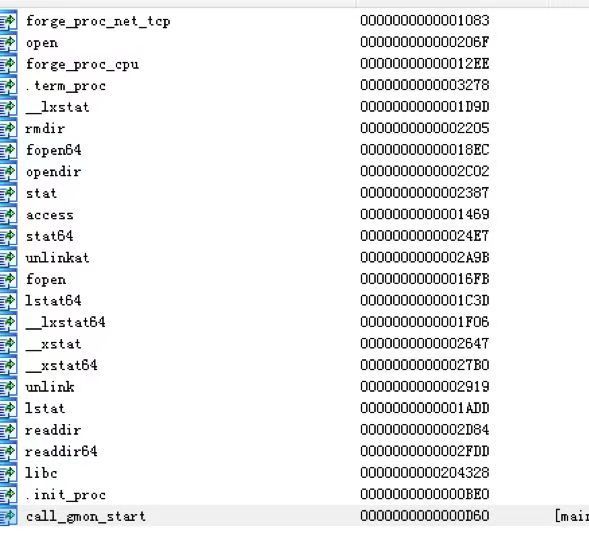 forge_proc_net_tcp 0000000000001083
open 000000000000206F
forge_proc_cpu 00000000000012EE
.term_proc 0000000000003278
__lxstat 0000000000001D9D
rmdir 0000000000002205
fopen64 00000000000018EC
opendir 0000000000002C02
stat 0000000000002387
access 0000000000001469
stat64 00000000000024E7
unlinkat 0000000000002A9B
fopen 00000000000016FB
lstat64 0000000000001C3D
__lxstat64 0000000000001F06
__xstat 0000000000002647
__xstat64 00000000000027B0
unlink 0000000000002919
lstat 0000000000001ADD
readdir 0000000000002D84
readdir64 0000000000002FDD
libc 0000000000204328
.init_proc 0000000000000BE0
call_gmon_start 0000000000000D60 [mai